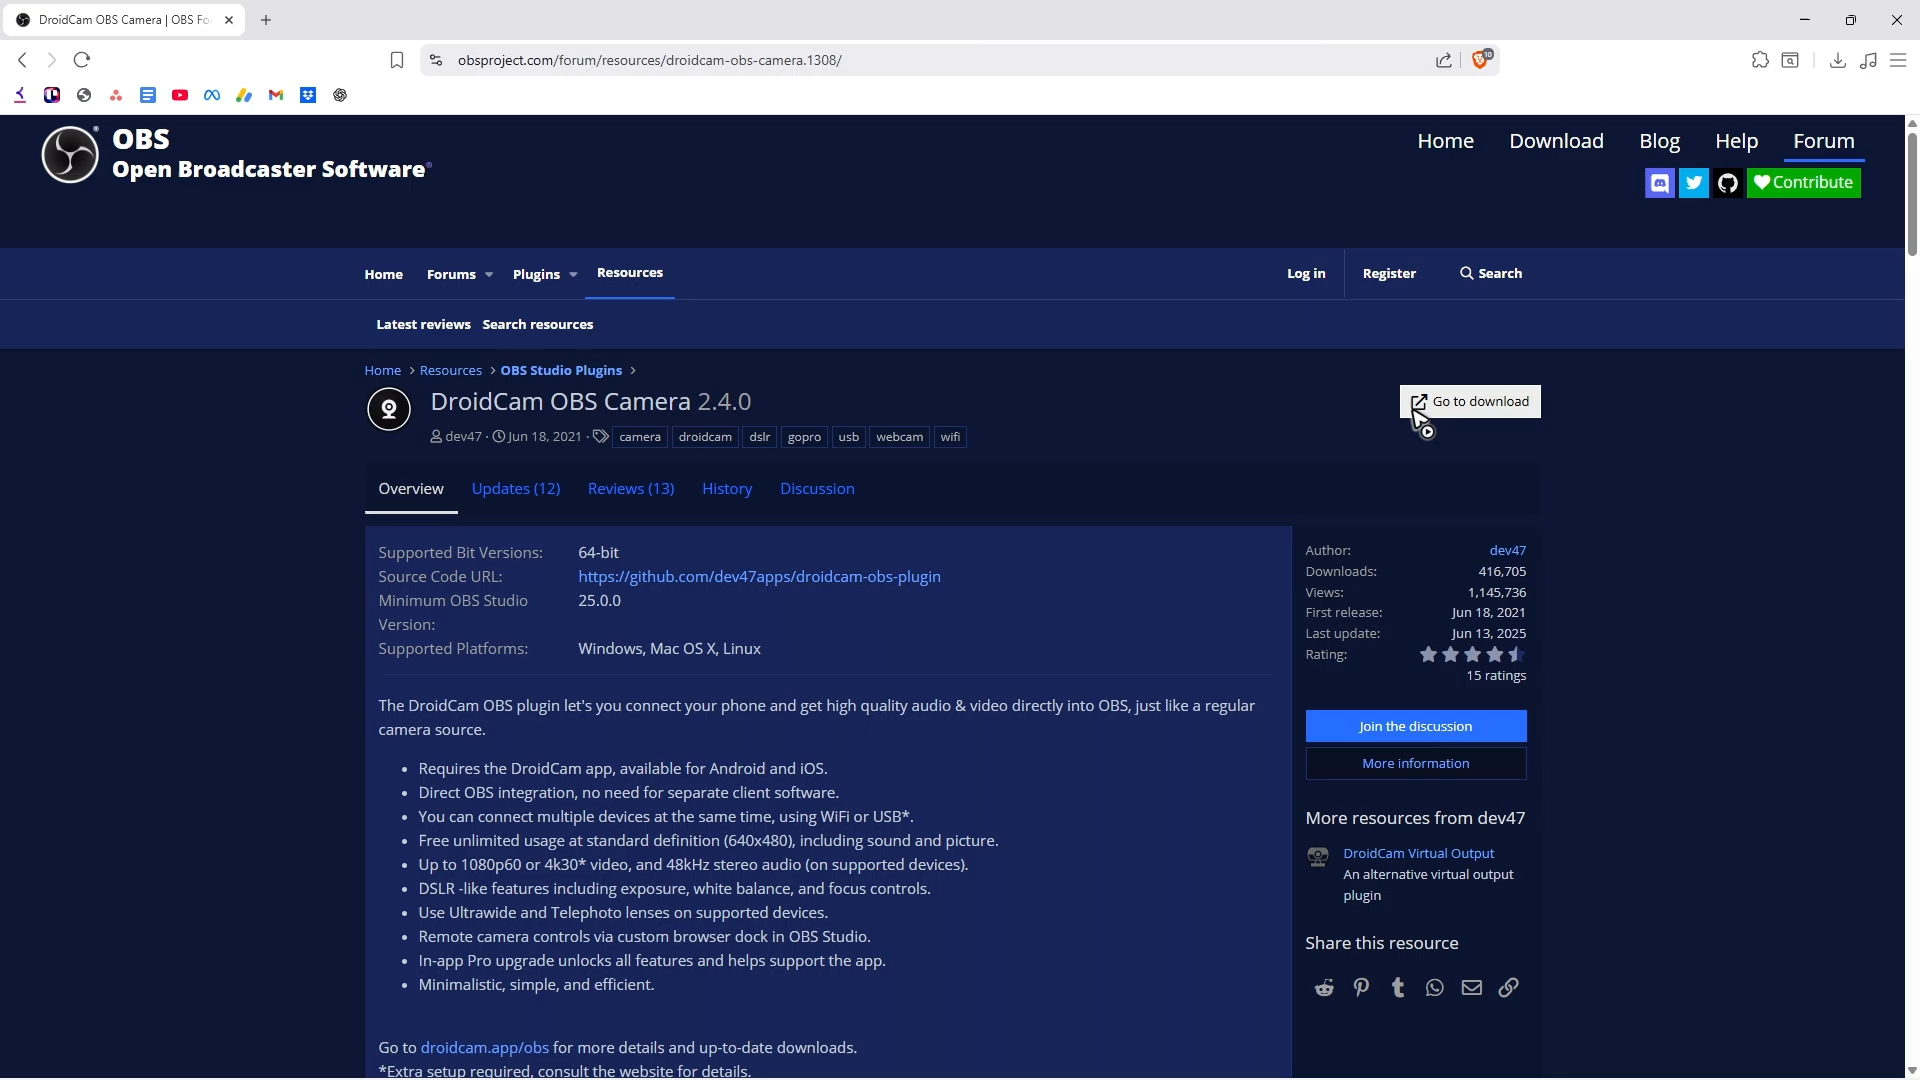 DroidCam OBS Camera | OBS Fo
obsproject.com/forum/resources/droidcam-obs-camera.1308/
10
OBS
Open Broadcaster Software
Home Download Blog Help Forum
Contribute
Home Forums Plugins Resources Log in Register Search
Latest reviews Search resources
Home > Resources > OBS Studio Plugins >
DroidCam OBS Camera 2.4.0
Go to download
dev47 · Jun 18, 2021 · camera droidcam dslr gopro usb webcam wifi
Overview Updates (12) Reviews (13) History Discussion
Supported Bit Versions: 64-bit
Source Code URL: https://github.com/dev47apps/droidcam-obs-plugin
Minimum OBS Studio 25.0.0
Version:
Supported Platforms: Windows, Mac OS X, Linux
The DroidCam OBS plugin let's you connect your phone and get high quality audio & video directly into OBS, just like a regular
camera source.
• Requires the DroidCam app, available for Android and iOS.
• Direct OBS integration, no need for separate client software.
• You can connect multiple devices at the same time, using WiFi or USB*.
• Free unlimited usage at standard definition (640x480), including sound and picture.
• Up to 1080p60 or 4k30* video, and 48kHz stereo audio (on supported devices).
• DSLR -like features including exposure, white balance, and focus controls.
• Use Ultrawide and Telephoto lenses on supported devices.
• Remote camera controls via custom browser dock in OBS Studio.
• In-app Pro upgrade unlocks all features and helps support the app.
• Minimalistic, simple, and efficient.
Go to droidcam.app/obs for more details and up-to-date downloads.
*Extra setup required, consult the website for details.
Author: dev47
Downloads: 416,705
Views: 1,145,736
First release: Jun 18, 2021
Last update: Jun 13, 2025
Rating:
15 ratings
Join the discussion
More information
More resources from dev47
DroidCam Virtual Output
An alternative virtual output
plugin
Share this resource